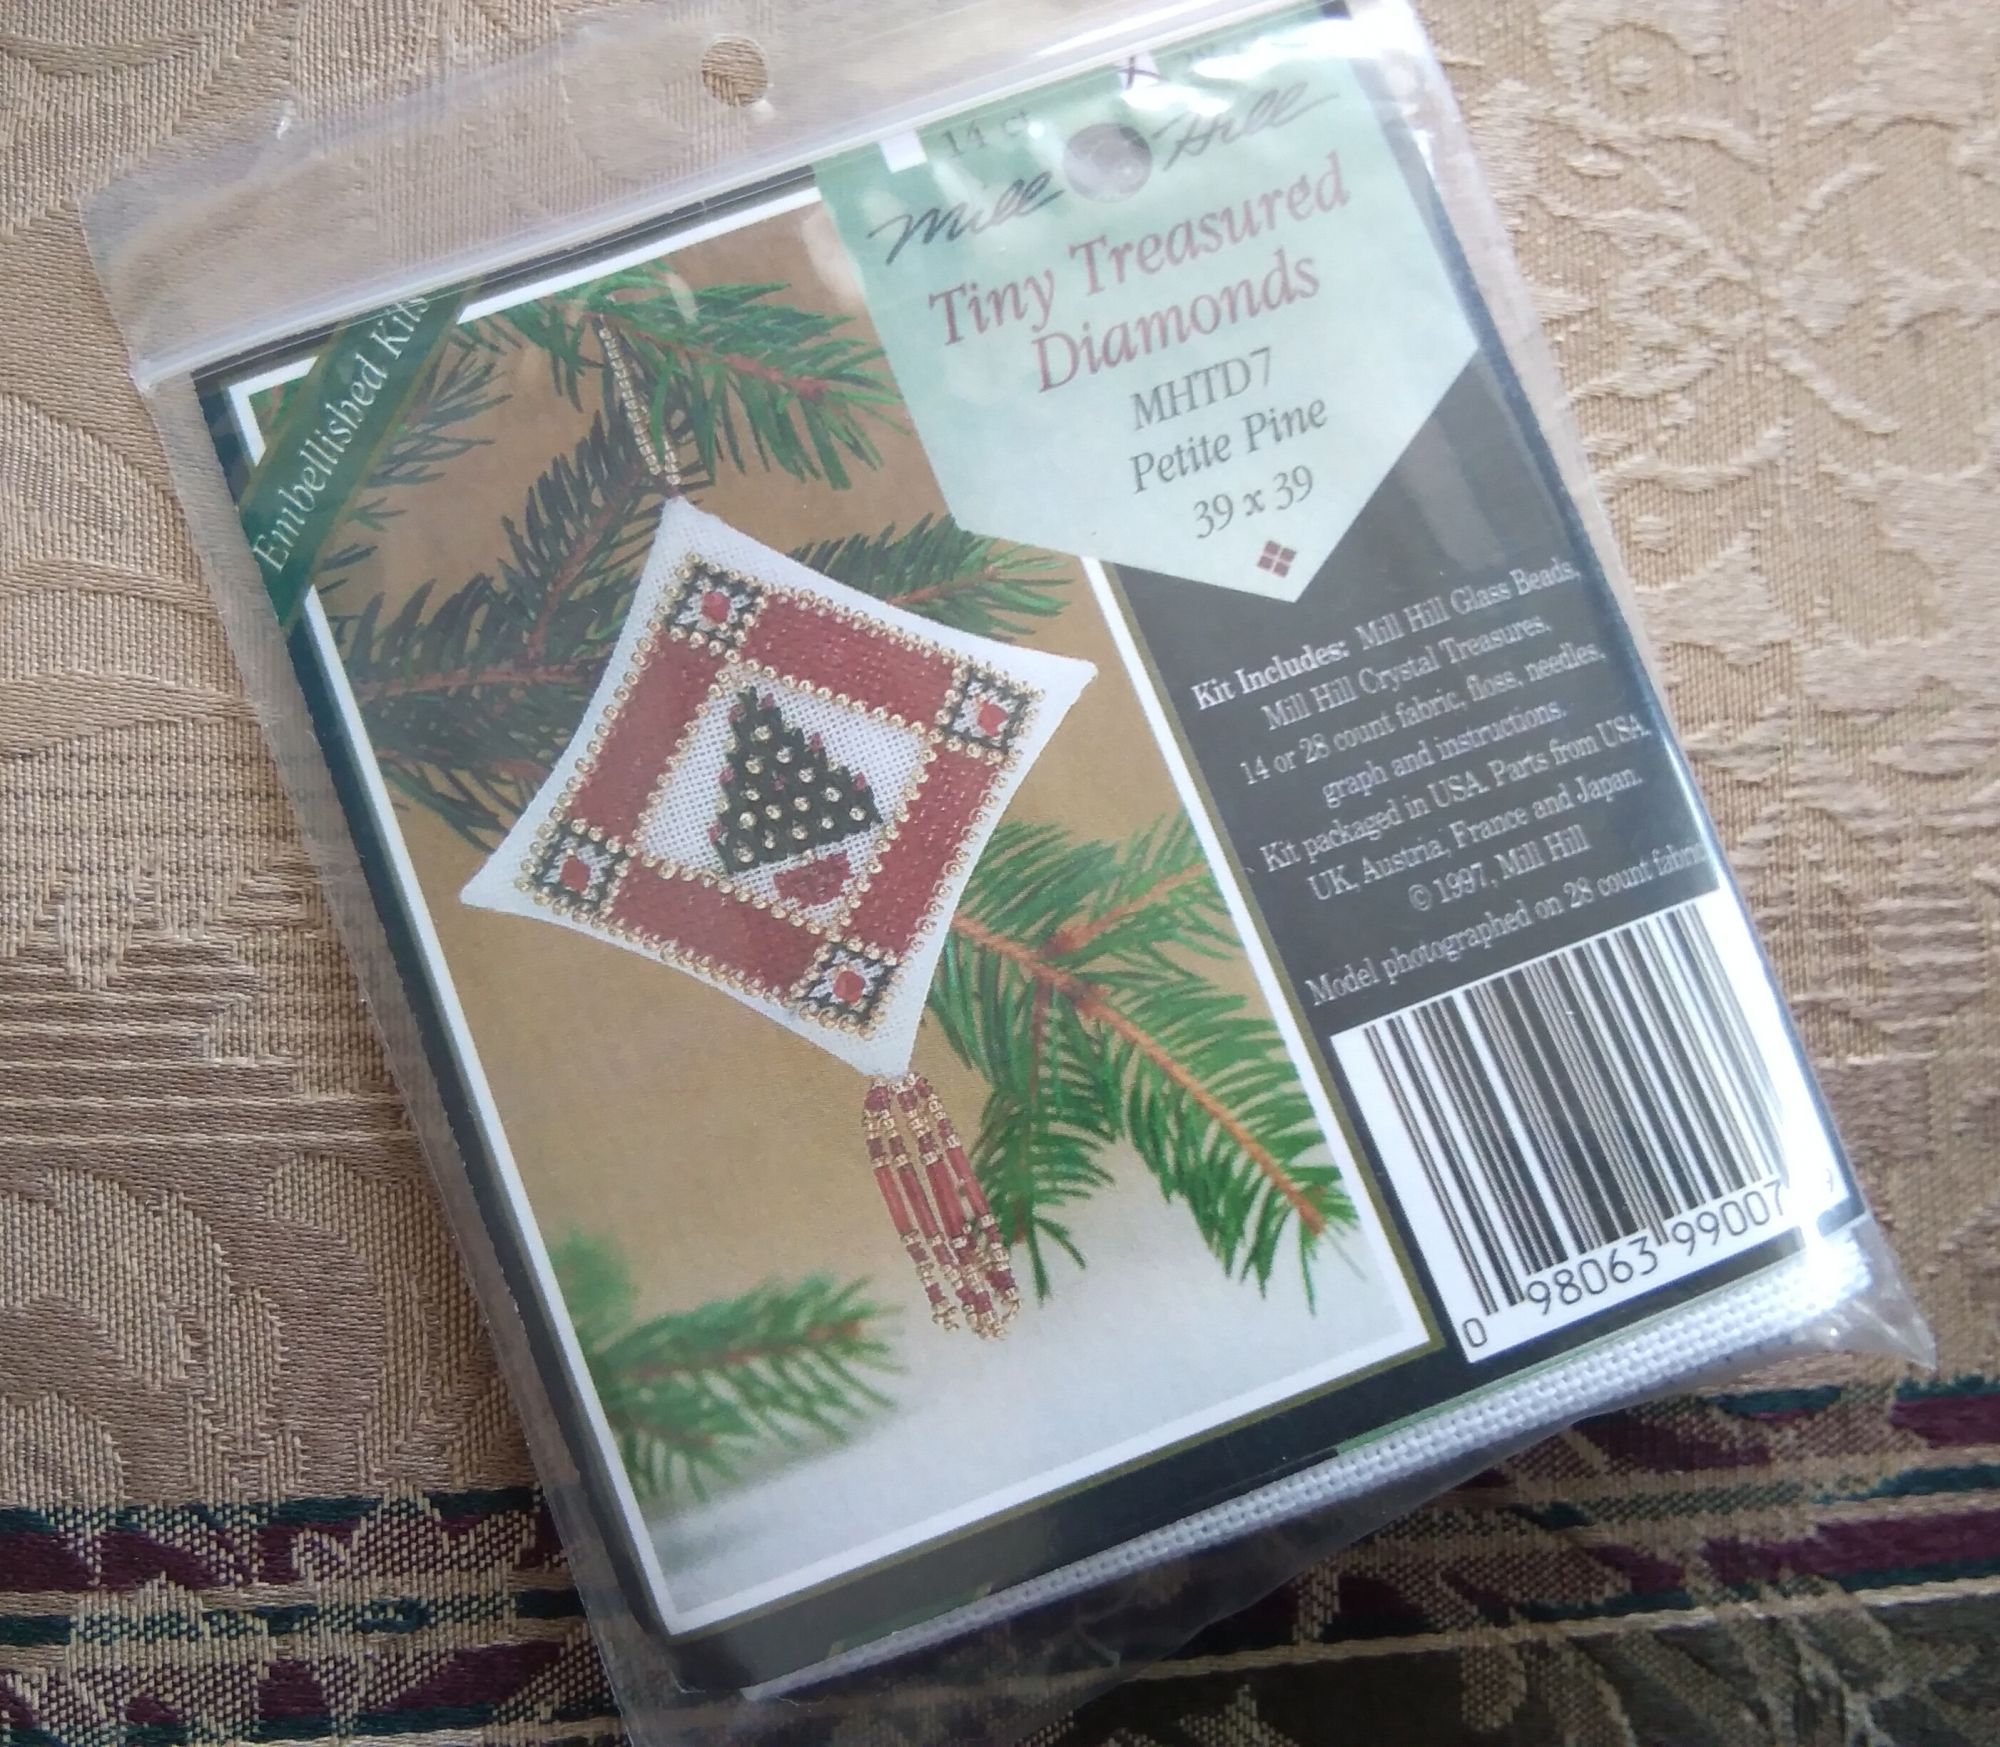 14 ct
Mill Hill
Tiny Treasured
Diamonds
MHTD7
Petite Pine
39 x 39
Embellished Kits
Kit Includes: Mill Hill Glass Beads,
Mill Hill Crystal Treasures,
14 or 28 count fabric, floss, needles,
graph and instructions.
Kit packaged in USA. Parts from USA,
UK, Austria, France and Japan.
© 1997, Mill Hill
Model photographed on 28 count fabric
0 98063 99007 9